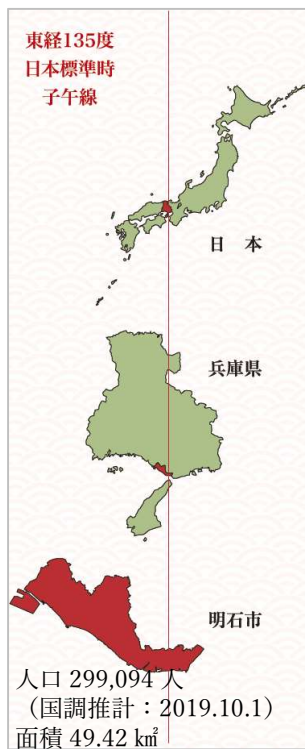 東経135度
日本標準時
子午線
日 本
兵庫県
明石市
人口 299,094 人
（国調推計：2019.10.1）
面積 49.42 ㎢